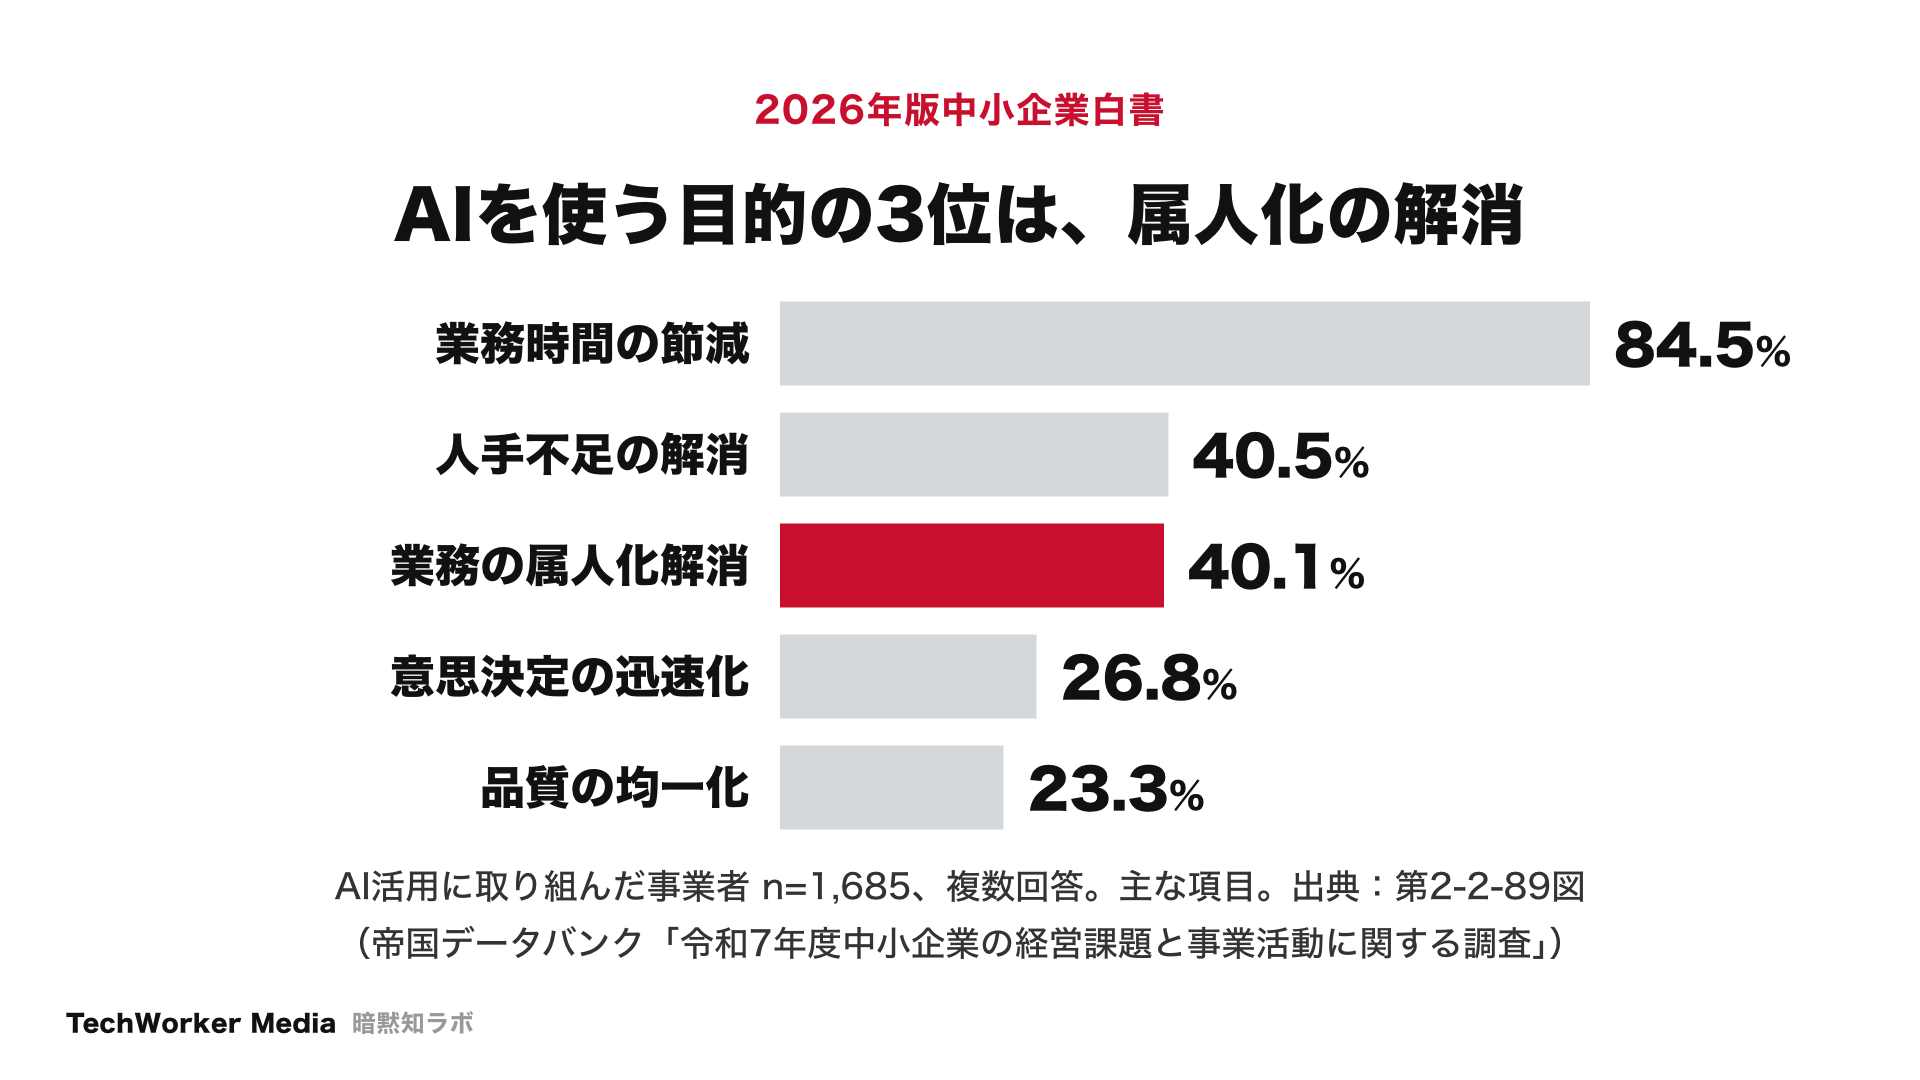 2026年版中小企業白書
AIを使う目的の3位は、属人化の解消
業務時間の節減 84.5%
人手不足の解消 40.5%
業務の属人化解消 40.1%
意思決定の迅速化 26.8%
品質の均一化 23.3%
AI活用に取り組んだ事業者 n=1,685、複数回答。主な項目。出典：第2-2-89図
（帝国データバンク「令和7年度中小企業の経営課題と事業活動に関する調査」）
TechWorker Media 暗黙知ラボ